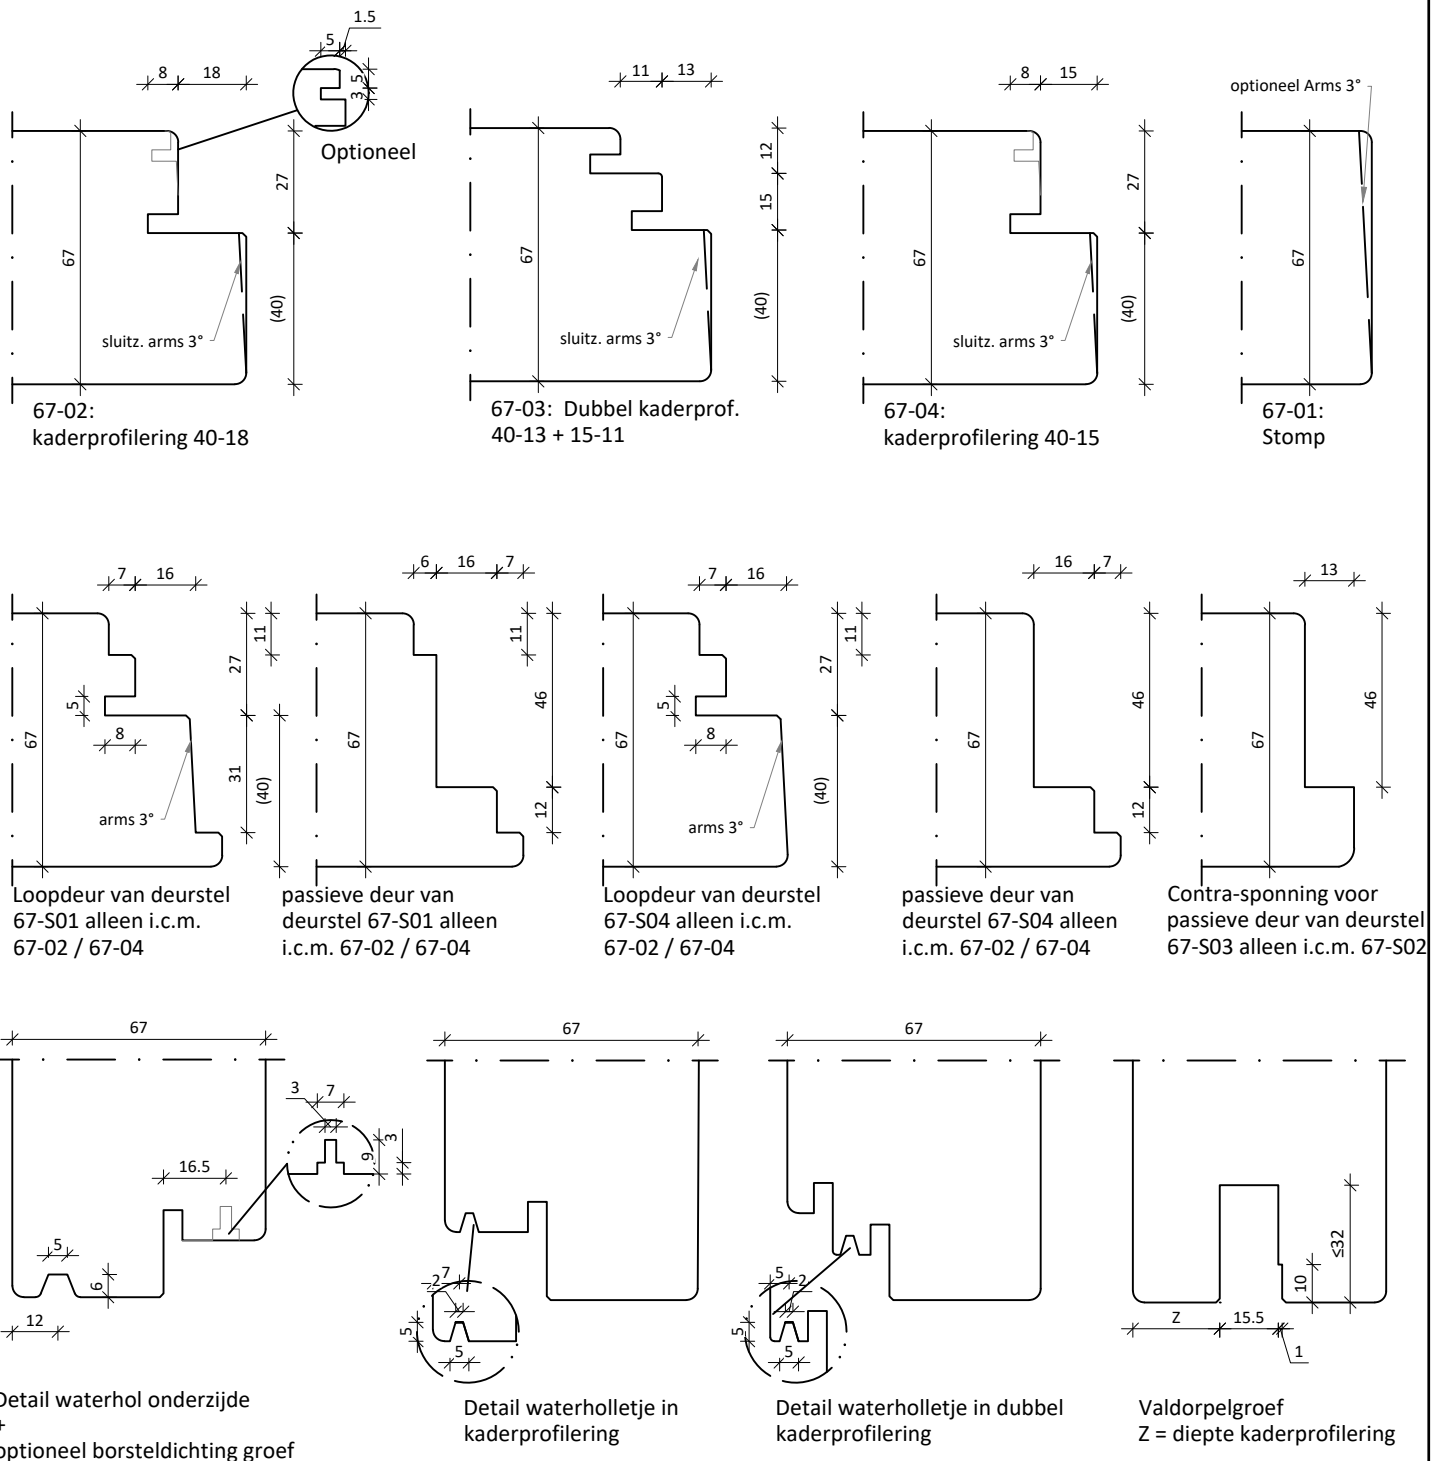 1.5
5
8
18
5
3
Optioneel
67
27
(40)
sluitz. arms 3°
67-02:
kaderprofilering 40-18
11
13
67
12
15
(40)
sluitz. arms 3°
67-03:  Dubbel kaderprof.
40-13 + 15-11
8
15
67
27
(40)
sluitz. arms 3°
67-04:
kaderprofilering 40-15
optioneel Arms 3°
67
67-01:
Stomp
7
16
67
5
8
27
11
31
(40)
arms 3°
Loopdeur van deurstel
67-S01 alleen i.c.m.
67-02 / 67-04
6
16
7
67
11
46
12
passieve deur van
deurstel 67-S01 alleen
i.c.m. 67-02 / 67-04
7
16
67
5
8
27
11
(40)
arms 3°
Loopdeur van deurstel
67-S04 alleen i.c.m.
67-02 / 67-04
16
7
67
46
12
passieve deur van
deurstel 67-S04 alleen
i.c.m. 67-02 / 67-04
13
67
46
Contra-sponning voor
passieve deur van deurstel
67-S03 alleen i.c.m. 67-S02
67
3
7
9
3
16.5
5
6
12
Detail waterhol onderzijde
+
optioneel borsteldichting groef
67
7
2
5
5
Detail waterholletje in
kaderprofilering
67
5
2
5
5
Detail waterholletje in dubbel
kaderprofilering
≤32
10
Z
15.5
1
Valdorpelgroef
Z = diepte kaderprofilering